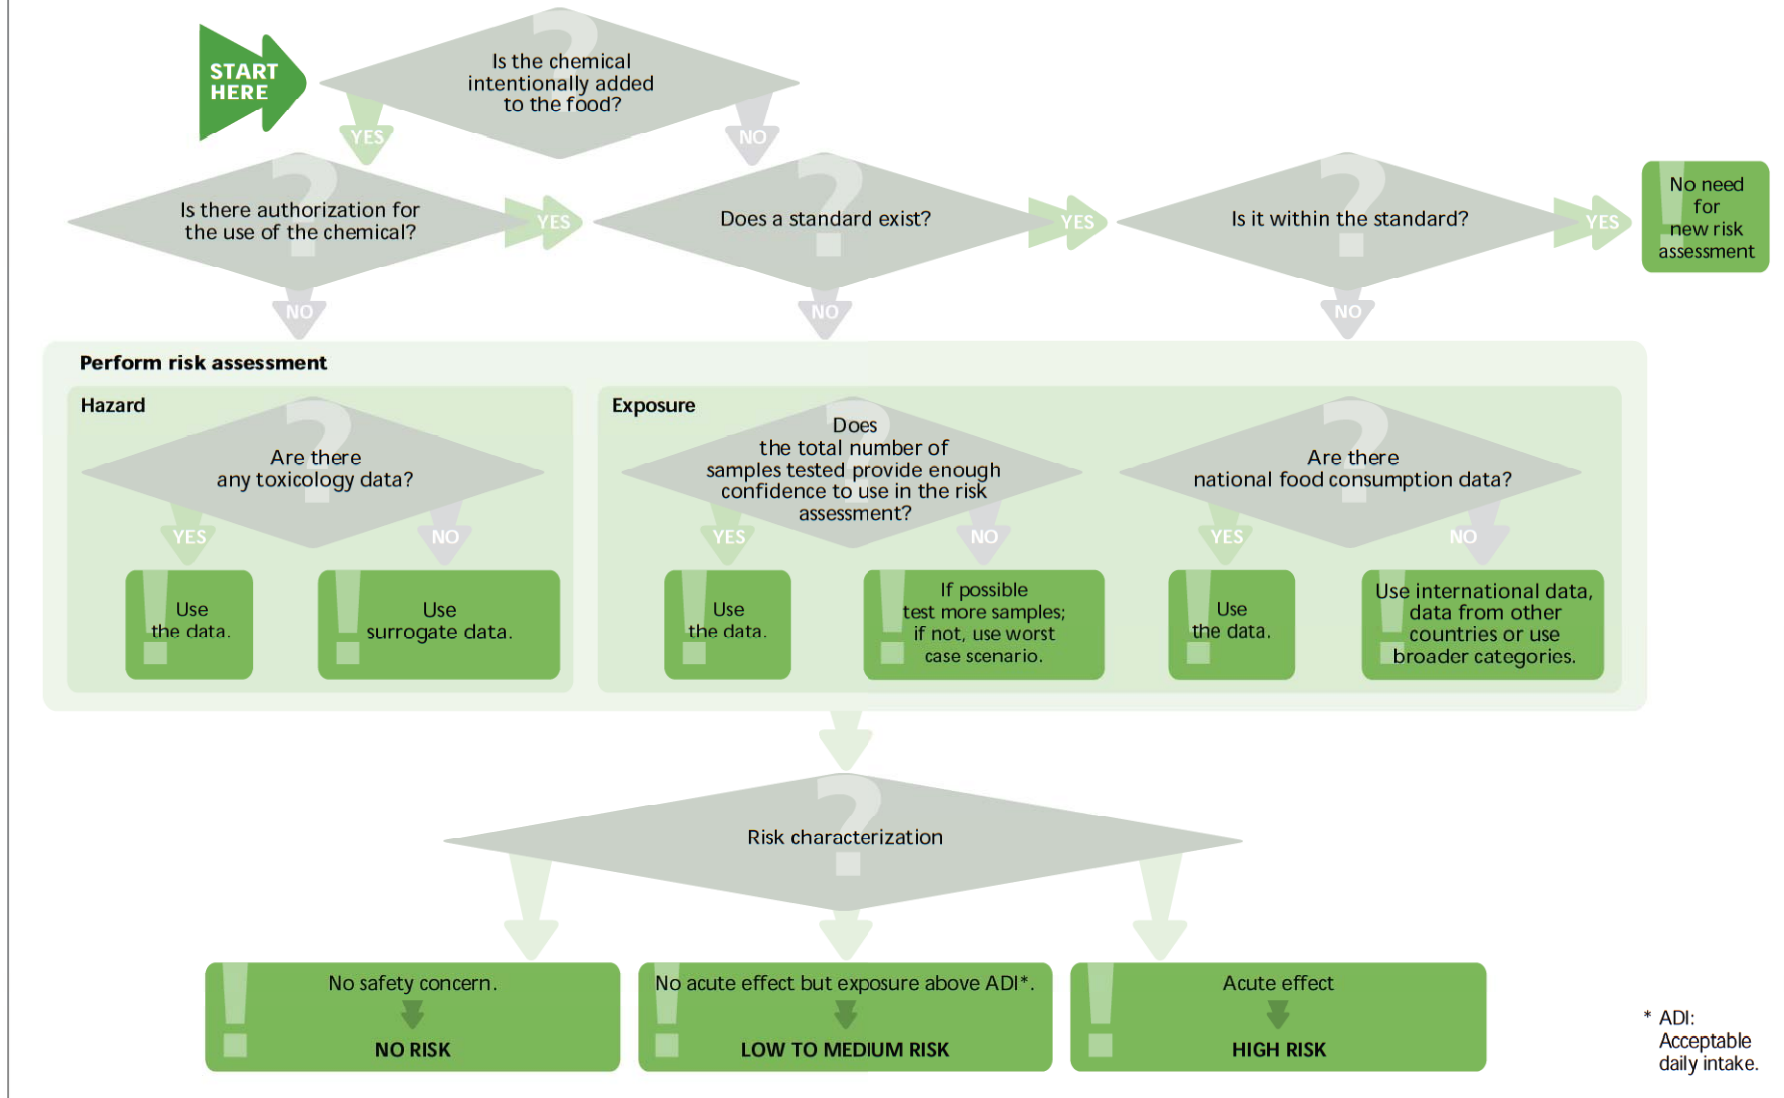 START
HERE
Is the chemical
intentionally added
to the food?
YES
NO
Is there authorization for
the use of the chemical?
YES
Does a standard exist?
YES
Is it within the standard?
YES
No need
for
new risk
assessment
NO
NO
NO
Perform risk assessment
Hazard
Are there
any toxicology data?
YES
NO
Use
the data.
Use
surrogate data.
Exposure
Does
the total number of
samples tested provide enough
confidence to use in the risk
assessment?
YES
NO
Use
the data.
If possible
test more samples;
if not, use worst
case scenario.
Are there
national food consumption data?
YES
NO
Use
the data.
Use international data,
data from other
countries or use
broader categories.
Risk characterization
No safety concern.
NO RISK
No acute effect but exposure above ADI*.
LOW TO MEDIUM RISK
Acute effect
HIGH RISK
* ADI:
Acceptable
daily intake.